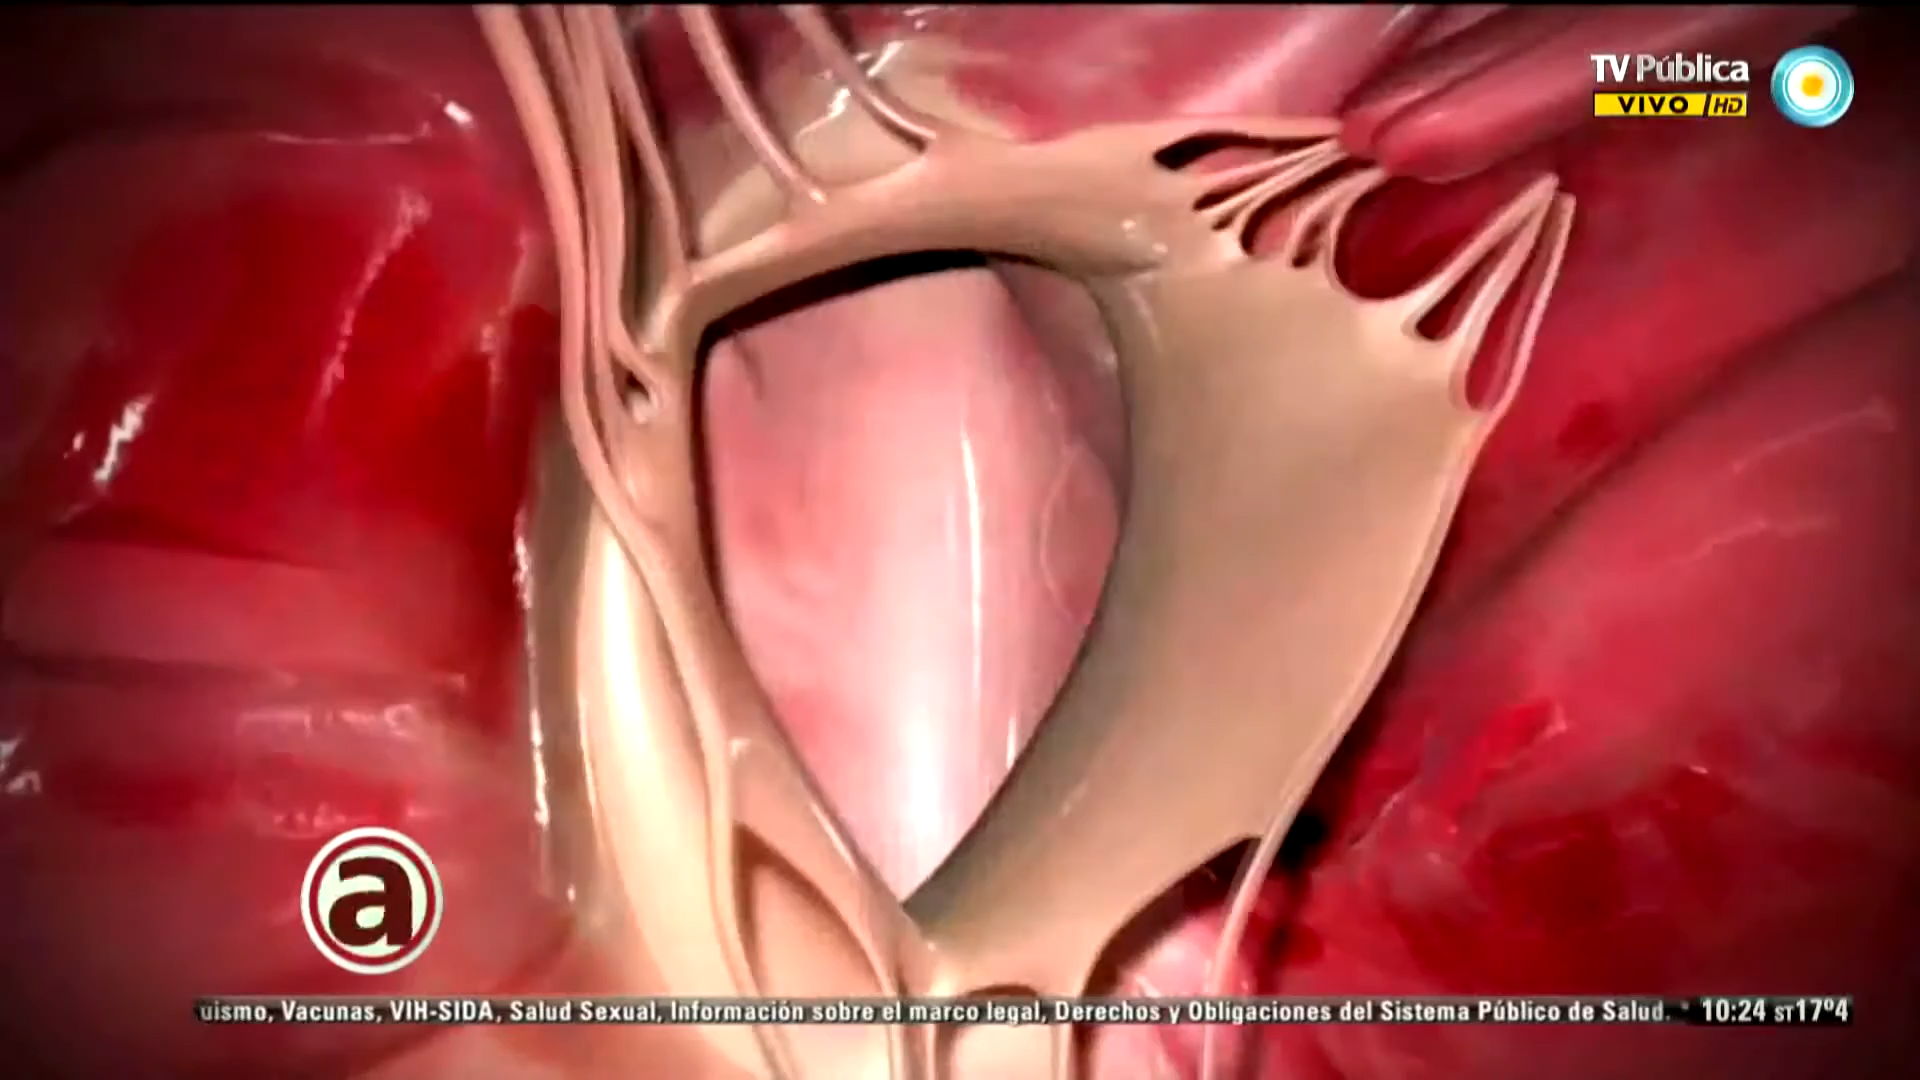 TV Pública
VIVO HD
a
uismo, Vacunas, VIH-SIDA, Salud Sexual, Información sobre el marco legal, Derechos y Obligaciones del Sistema Público de Salud. 10:24 ST17º4